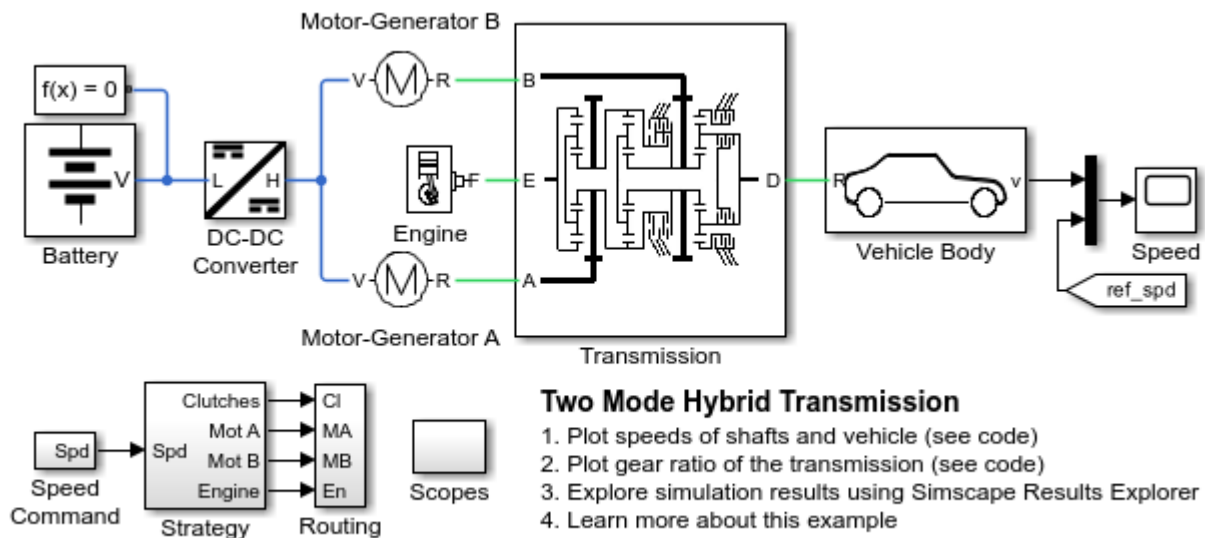 Motor-Generator B
f(x) = 0
V
Battery
L
H
DC-DC
Converter
V
M
R
B
F
E
Engine
V
M
R
A
Motor-Generator A
D
Transmission
R
v
Vehicle Body
Speed
ref_spd
Spd
Speed
Command
Spd
Clutches
Mot A
Mot B
Engine
Strategy
Cl
MA
MB
En
Routing
Scopes
Two Mode Hybrid Transmission
1. Plot speeds of shafts and vehicle (see code)
2. Plot gear ratio of the transmission (see code)
3. Explore simulation results using Simscape Results Explorer
4. Learn more about this example